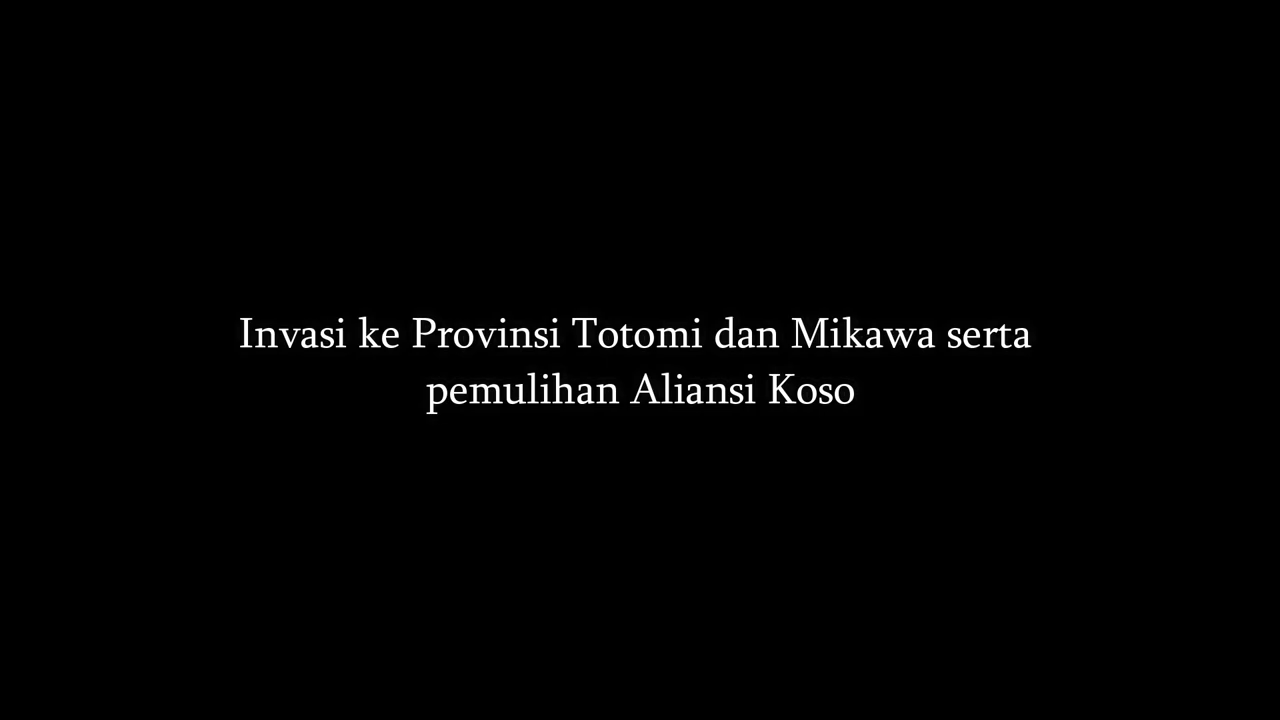 Invasi ke Provinsi Totomi dan Mikawa serta
pemulihan Aliansi Koso